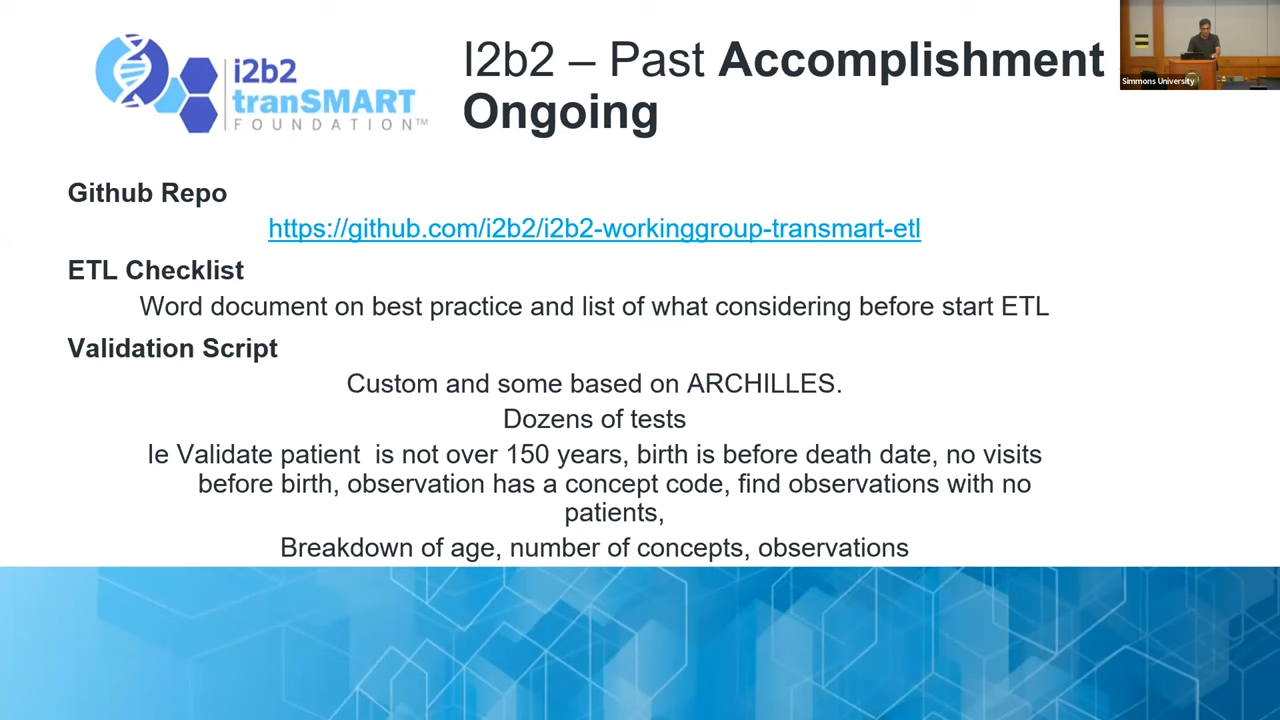 i2b2
tranSMART
FOUNDATION™
I2b2 – Past Accomplishment
Ongoing
Simmons University
Github Repo
https://github.com/i2b2/i2b2-workinggroup-transmart-etl
ETL Checklist
Word document on best practice and list of what considering before start ETL
Validation Script
Custom and some based on ARCHILLES.
Dozens of tests
Ie Validate patient is not over 150 years, birth is before death date, no visits
before birth, observation has a concept code, find observations with no
patients,
Breakdown of age, number of concepts, observations